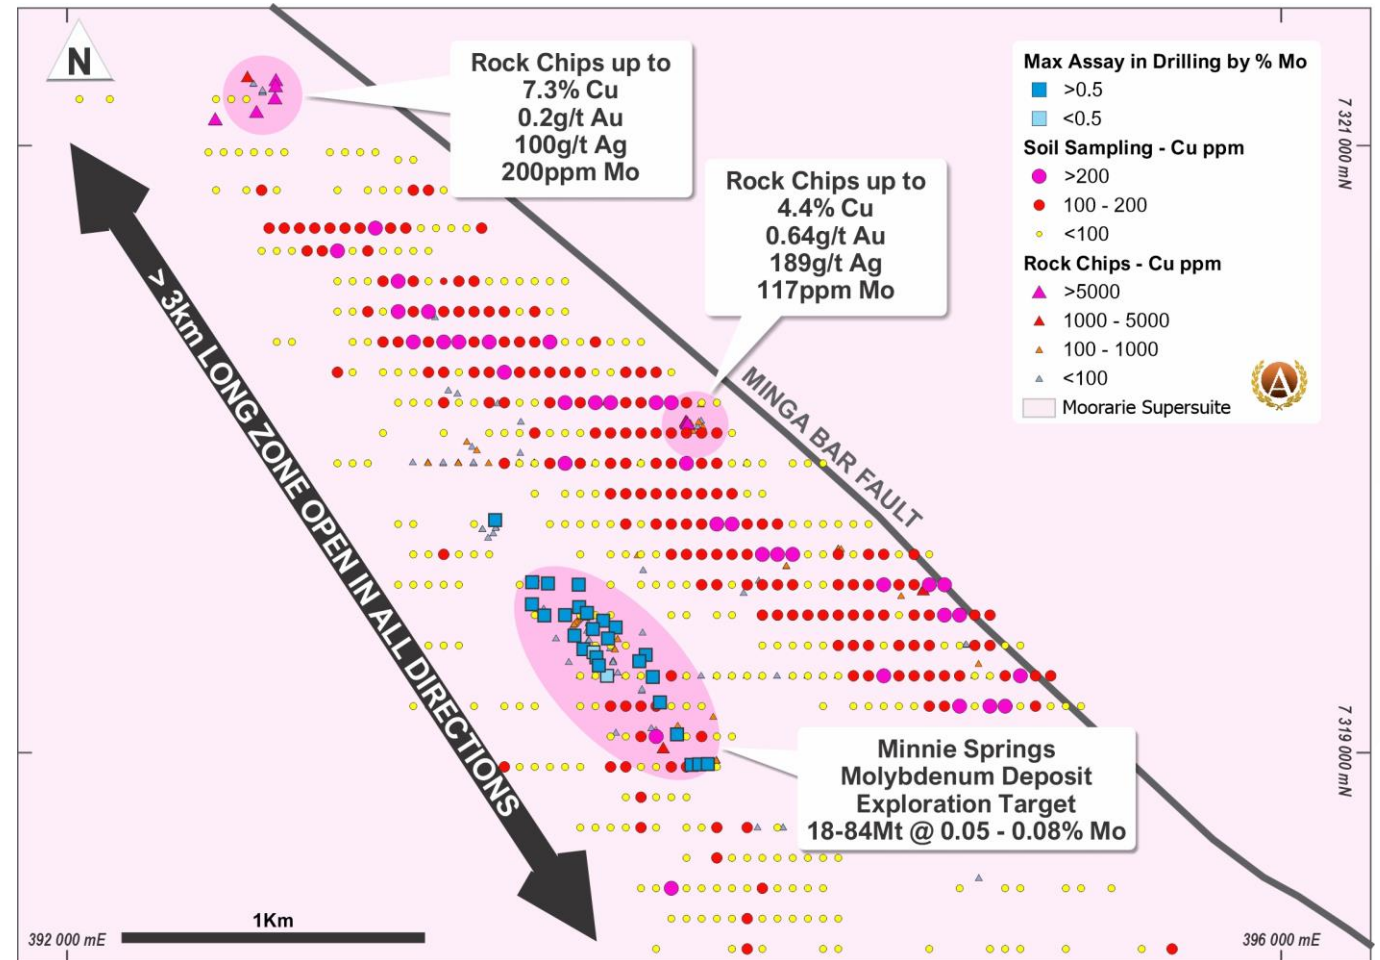 N
Rock Chips up to
7.3% Cu
0.2g/t Au
100g/t Ag
200ppm Mo
Rock Chips up to
4.4% Cu
0.64g/t Au
189g/t Ag
117ppm Mo
Max Assay in Drilling by % Mo
>0.5
<0.5
Soil Sampling - Cu ppm
>200
100 - 200
<100
Rock Chips - Cu ppm
>5000
1000 - 5000
100 - 1000
<100
Moorarie Supersuite
A
7 321 000 mN
MINGA BAR FAULT
> 3km LONG ZONE OPEN IN ALL DIRECTIONS
7 319 000 mN
Minnie Springs
Molybdenum Deposit
Exploration Target
18-84Mt @ 0.05 - 0.08% Mo
1Km
392 000 mE
396 000 mE